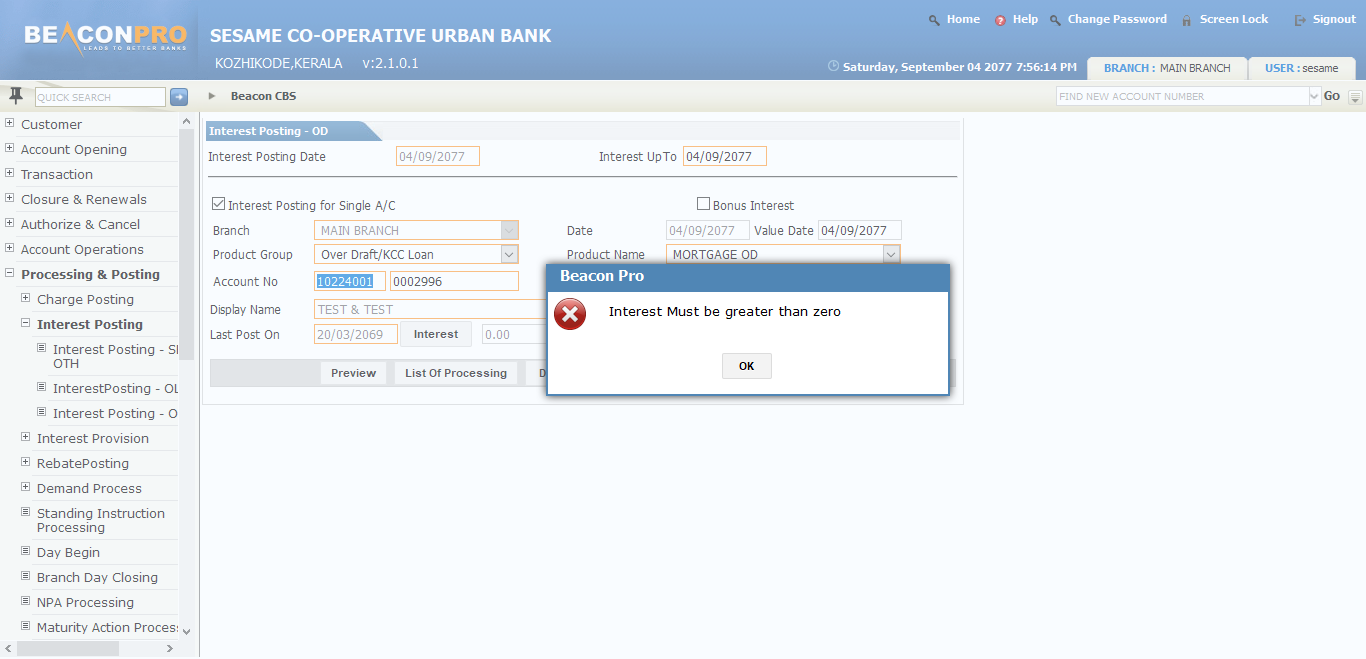 BEACONPRO
LEADS TO BETTER BANKS
SESAME CO-OPERATIVE URBAN BANK
KOZHIKODE,KERALA v:2.1.0.1
Home Help Change Password Screen Lock Signout
Saturday, September 04 2077 7:56:14 PM BRANCH : MAIN BRANCH USER : sesame
QUICK SEARCH Beacon CBS FIND NEW ACCOUNT NUMBER Go
Customer
Account Opening
Transaction
Closure & Renewals
Authorize & Cancel
Account Operations
Processing & Posting
Charge Posting
Interest Posting
Interest Posting - S
OTH
InterestPosting - OL
Interest Posting - O
Interest Provision
RebatePosting
Demand Process
Standing Instruction
Processing
Day Begin
Branch Day Closing
NPA Processing
Maturity Action Proces
Interest Posting - OD
Interest Posting Date 04/09/2077 Interest UpTo 04/09/2077
Interest Posting for Single A/C Bonus Interest
Branch MAIN BRANCH Date 04/09/2077 Value Date 04/09/2077
Product Group Over Draft/KCC Loan Product Name MORTGAGE OD
Account No 10224001 0002996
Display Name TEST & TEST
Last Post On 20/03/2069 Interest 0.00
Preview List Of Processing D
Beacon Pro
Interest Must be greater than zero
OK